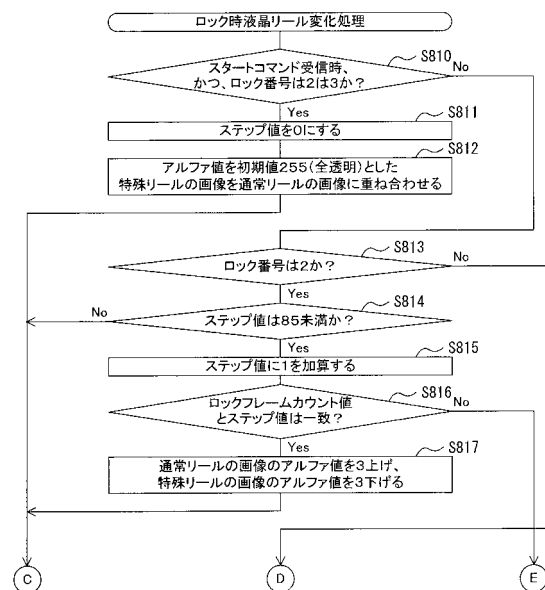 ロック時液晶リール変化処理
S810
スタートコマンド受信時、
かつ、ロック番号は2は3か?
No
Yes
S811
ステップ値を0にする
S812
アルファ値を初期値255(全透明)とした
特殊リールの画像を通常リールの画像に重ね合わせる
S813
ロック番号は2か?
No
Yes
S814
No
ステップ値は85未満か?
Yes
S815
ステップ値に1を加算する
S816
ロックフレームカウント値
とステップ値は一致?
No
Yes
S817
通常リールの画像のアルファ値を3上げ、
特殊リールの画像のアルファ値を3下げる
C
D
E